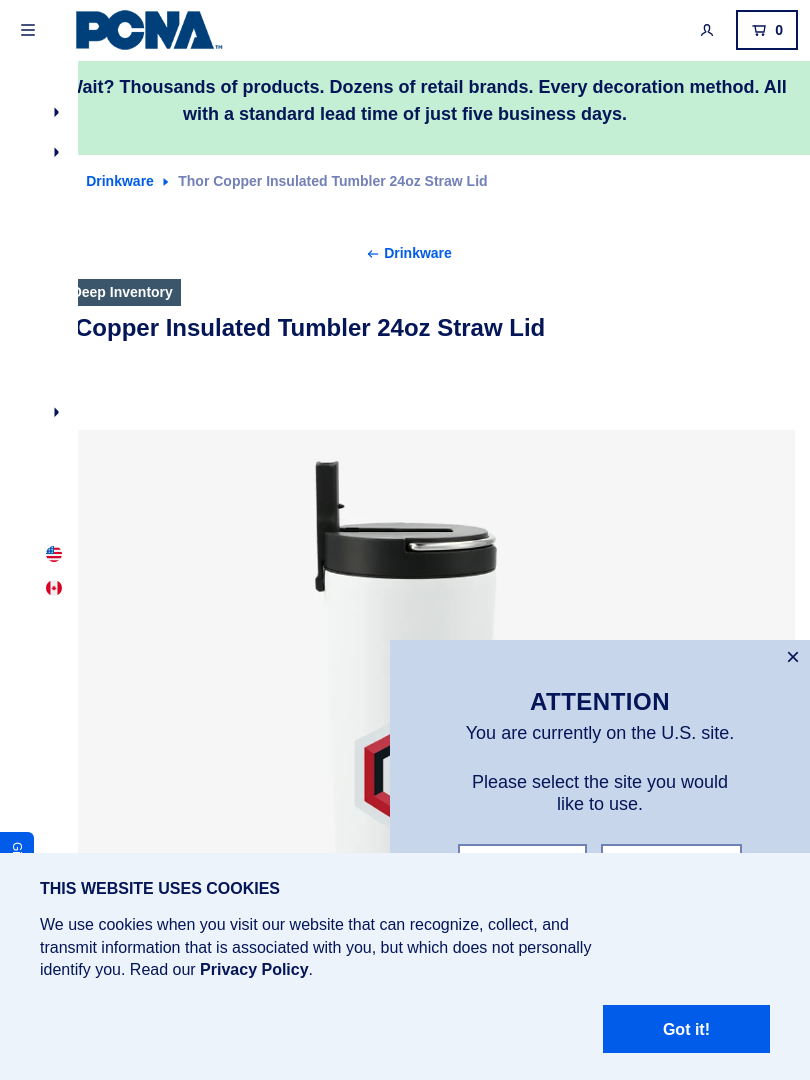 PCNA TM
0
Wait? Thousands of products. Dozens of retail brands. Every decoration method. All
with a standard lead time of just five business days.
Drinkware
Thor Copper Insulated Tumbler 24oz Straw Lid
Drinkware
Deep Inventory
Copper Insulated Tumbler 24oz Straw Lid
ATTENTION
You are currently on the U.S. site.
Please select the site you would
like to use.
THIS WEBSITE USES COOKIES
We use cookies when you visit our website that can recognize, collect, and
transmit information that is associated with you, but which does not personally
identify you. Read our Privacy Policy.
Got it!